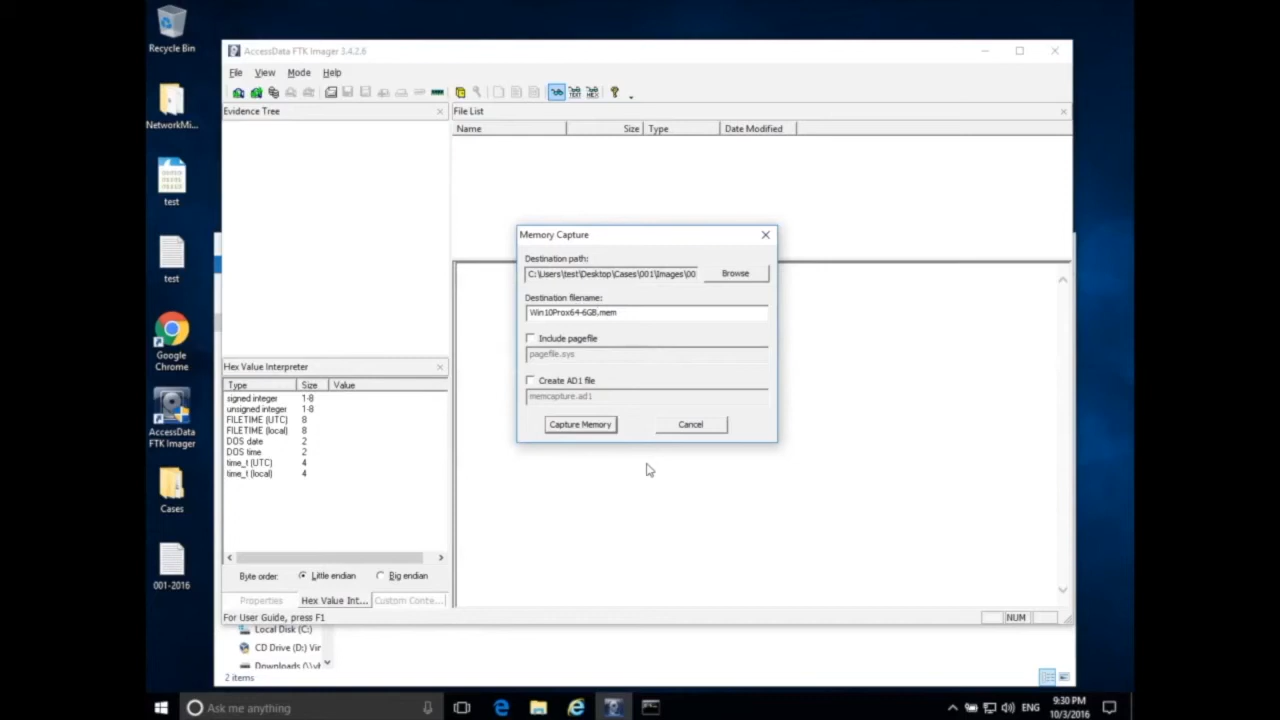 Recycle Bin
NetworkMi...
test
test
Google
Chrome
AccessData
FTK Imager
Cases
001-2016
AccessData FTK Imager 3.4.2.6
File View Mode Help
Evidence Tree
File List
Name Size Type Date Modified
Memory Capture
Destination path:
C:\Users\test\Desktop\Cases\001\Images\00 Browse
Destination filename:
Win10Prox64-6GB.mem
Include pagefile
pagefile.sys
Create AD1 file
memcapture.ad1
Capture Memory Cancel
Hex Value Interpreter
Type Size Value
signed integer 1-8
unsigned integer 1-8
FILETIME (UTC) 8
FILETIME (local) 8
DOS date 2
DOS time 2
time_t (UTC) 4
time_t (local) 4
Byte order: Little endian Big endian
Properties Hex Value Int... Custom Conte...
For User Guide, press F1
NUM
Local Disk (C:)
CD Drive (D:) Vir
Downloads
2 items
Ask me anything
ENG
9:30 PM
10/3/2016